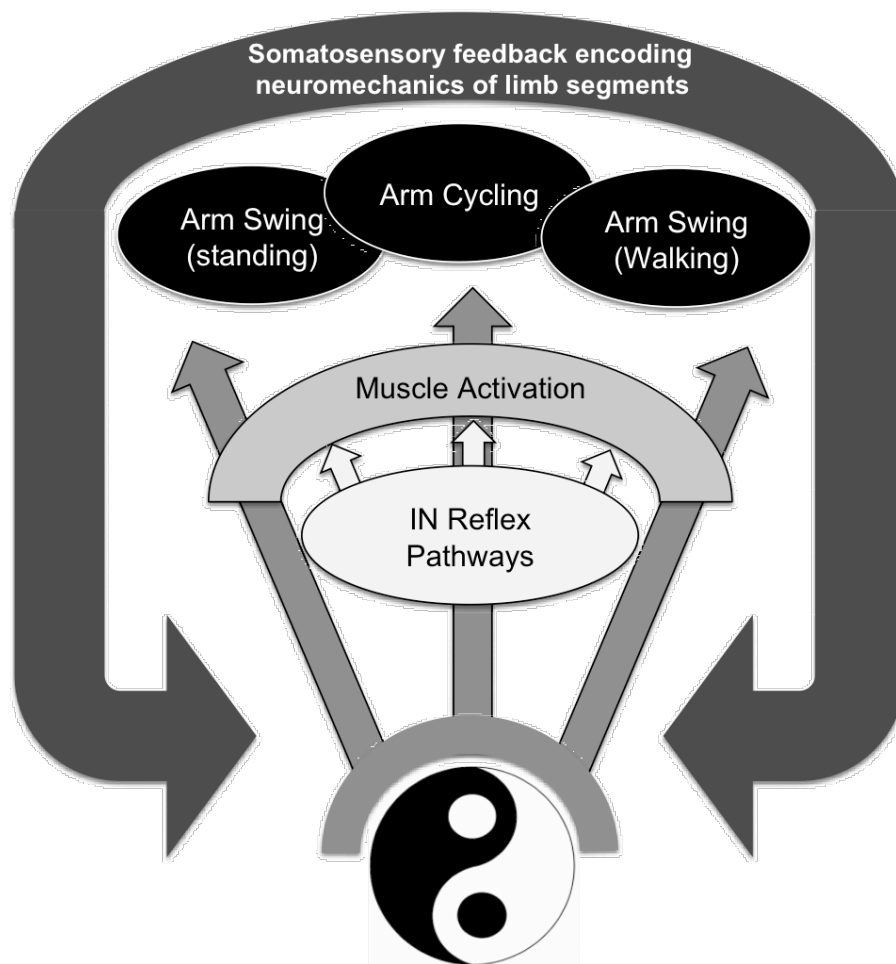 Somatosensory feedback encoding
neuromechanics of limb segments
Arm Cycling
Arm Swing
(standing)
Arm Swing
(Walking)
Muscle Activation
IN Reflex
Pathways